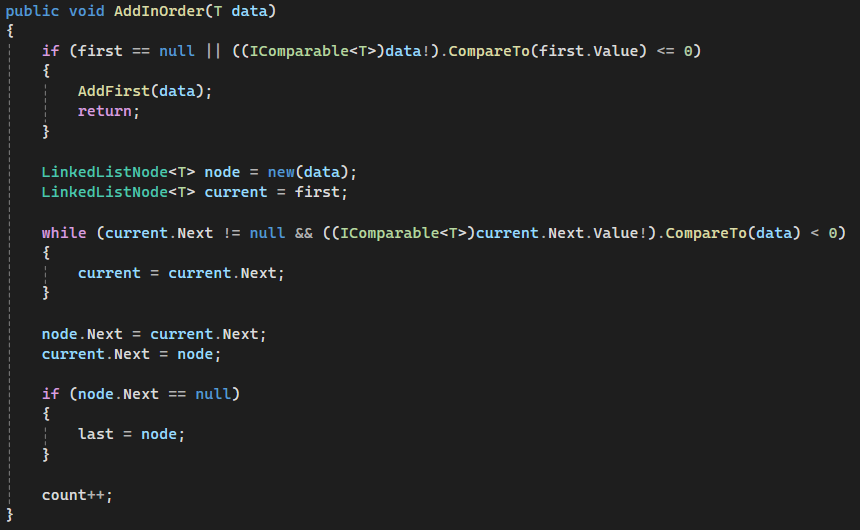 public void AddInOrder(T data)
{
    if (first == null || ((IComparable<T>)data!).CompareTo(first.Value) <= 0)
    {
        AddFirst(data);
        return;
    }

    LinkedListNode<T> node = new(data);
    LinkedListNode<T> current = first;

    while (current.Next != null && ((IComparable<T>)current.Next.Value!).CompareTo(data) < 0)
    {
        current = current.Next;
    }

    node.Next = current.Next;
    current.Next = node;

    if (node.Next == null)
    {
        last = node;
    }

    count++;
}